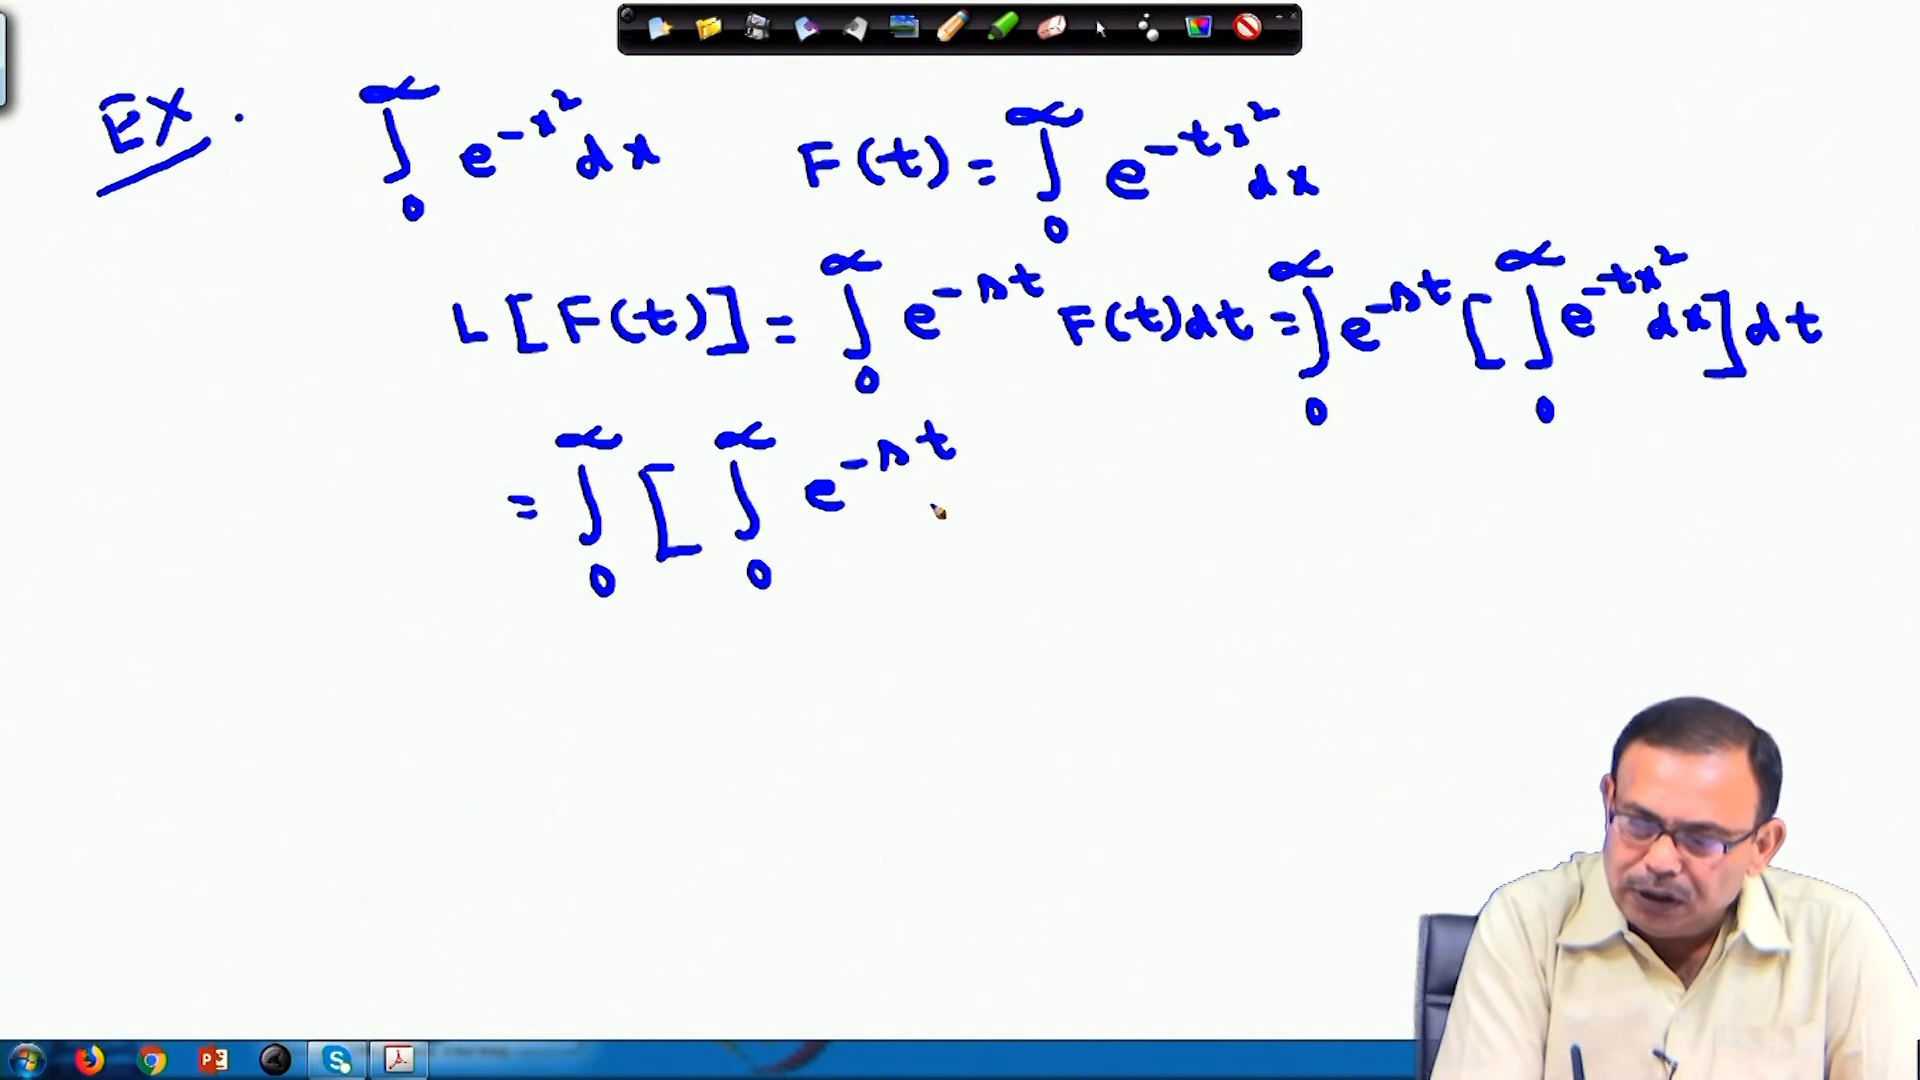 EX. ∫₀^∞ e^{-x²} dx F(t) = ∫₀^∞ e^{-tx²} dx
L[F(t)] = ∫₀^∞ e^{-st} F(t) dt = ∫₀^∞ e^{-st} [∫₀^∞ e^{-tx²} dx] dt
= ∫₀^∞ [ ∫₀^∞ e^{-st}